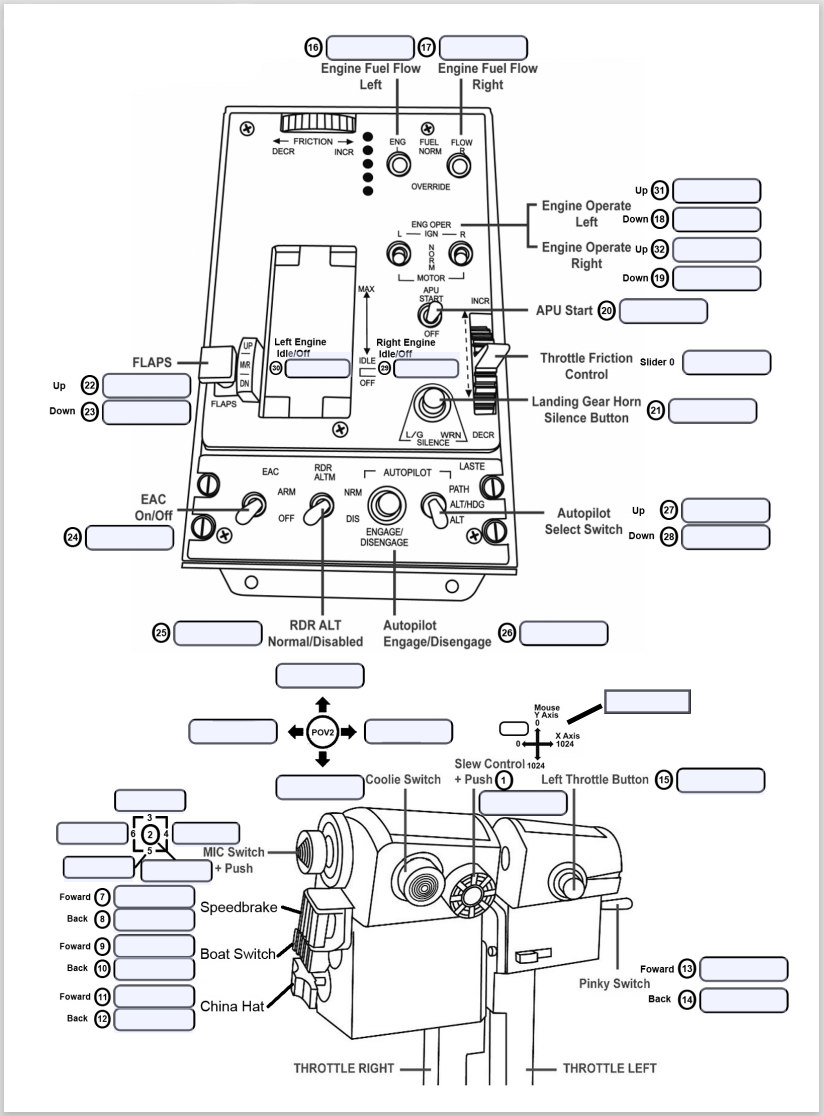 16
17
Engine Fuel Flow
Left
Engine Fuel Flow
Right
FRICTION
DECR
INCR
ENG
L
FUEL
NORM
FLOW
R
OVERRIDE
ENG OPER
L
IGN
R
NORM
MOTOR
Engine Operate
Left
Up 31
Down 18
Engine Operate
Right
Up 32
Down 19
MAX
APU
START
OFF
INCR
APU Start 20
UP
M/R
DN
FLAPS
FLAPS
Up 22
Down 23
Left Engine
Idle/Off
30
Right Engine
Idle/Off
29
IDLE
OFF
Throttle Friction
Control
Slider 0
Landing Gear Horn
Silence Button
21
L/G WRN
SILENCE
DECR
EAC
ARM
OFF
RDR
ALTM
NRM
DIS
AUTOPILOT
ENGAGE/
DISENGAGE
LASTE
PATH
ALT/HDG
ALT
EAC
On/Off
24
Autopilot
Select Switch
Up 27
Down 28
25
RDR ALT
Normal/Disabled
Autopilot
Engage/Disengage
26
POV2
Mouse
Y Axis
0
0
X Axis
1024
1024
Coolie Switch
Slew Control
+ Push 1
Left Throttle Button 15
3
6 2 4
5
MIC Switch
+ Push
Foward 7
Back 8
Speedbrake
Foward 9
Back 10
Boat Switch
Foward 11
Back 12
China Hat
Pinky Switch
Foward 13
Back 14
THROTTLE RIGHT
THROTTLE LEFT